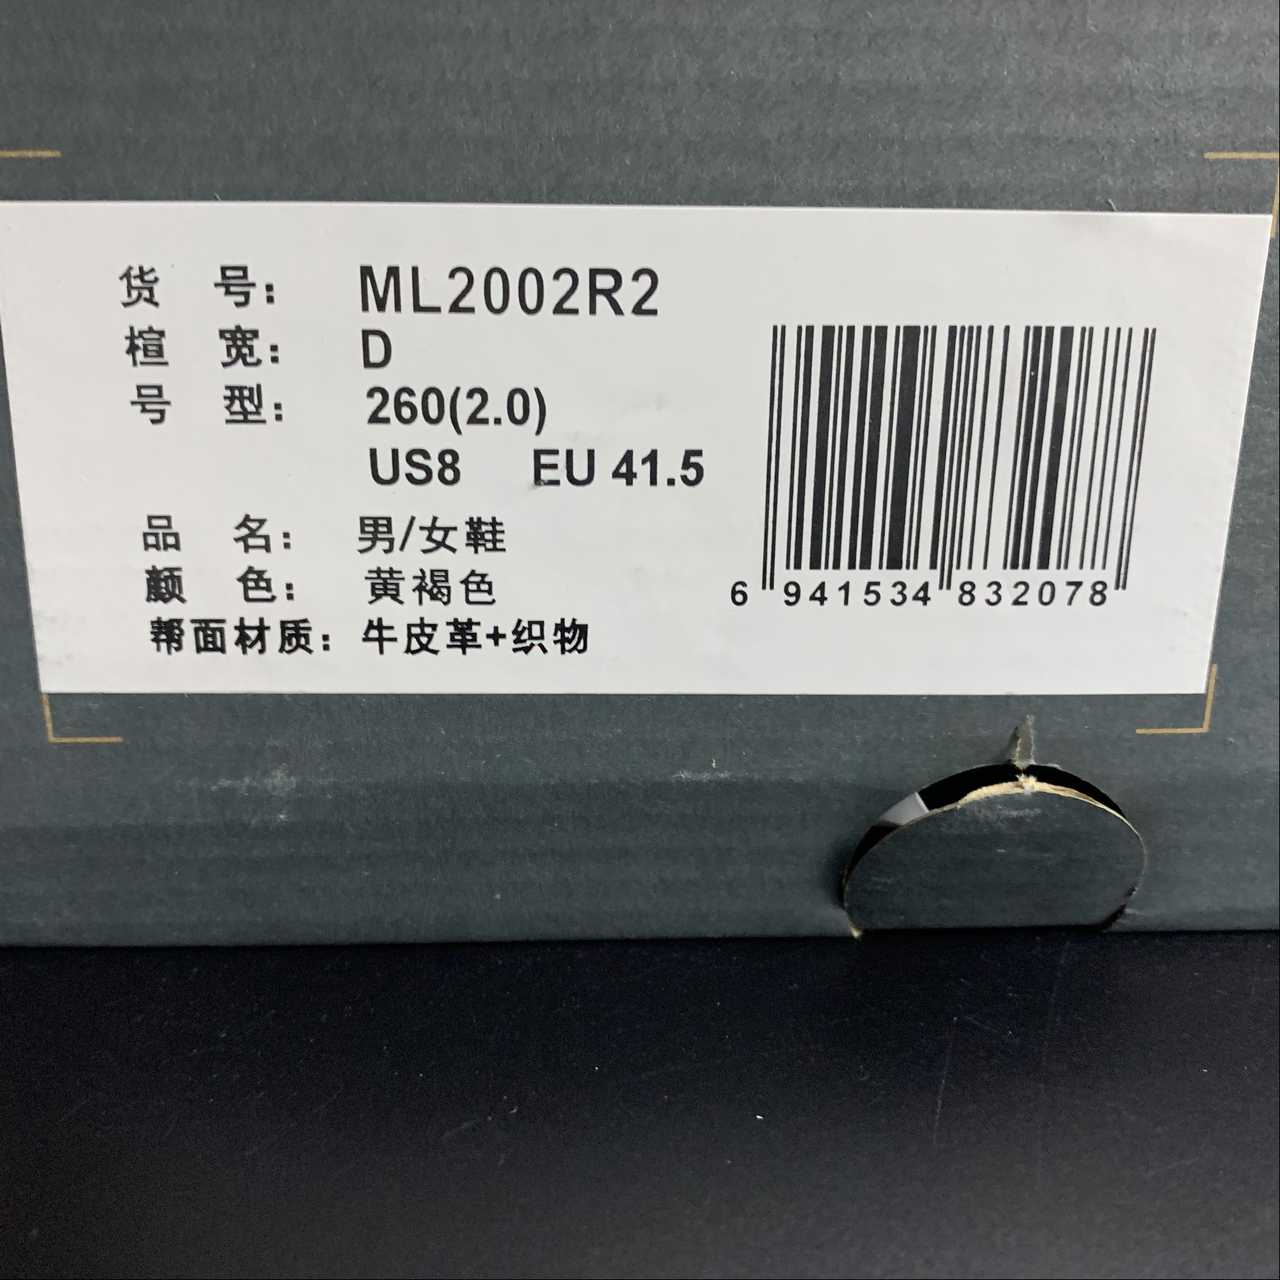 货 号： ML2002R2
楦 宽： D
号 型： 260(2.0)
US8 EU 41.5
品 名： 男/女鞋
颜 色： 黄褐色
帮面材质： 牛皮革+织物
6 941534 832078